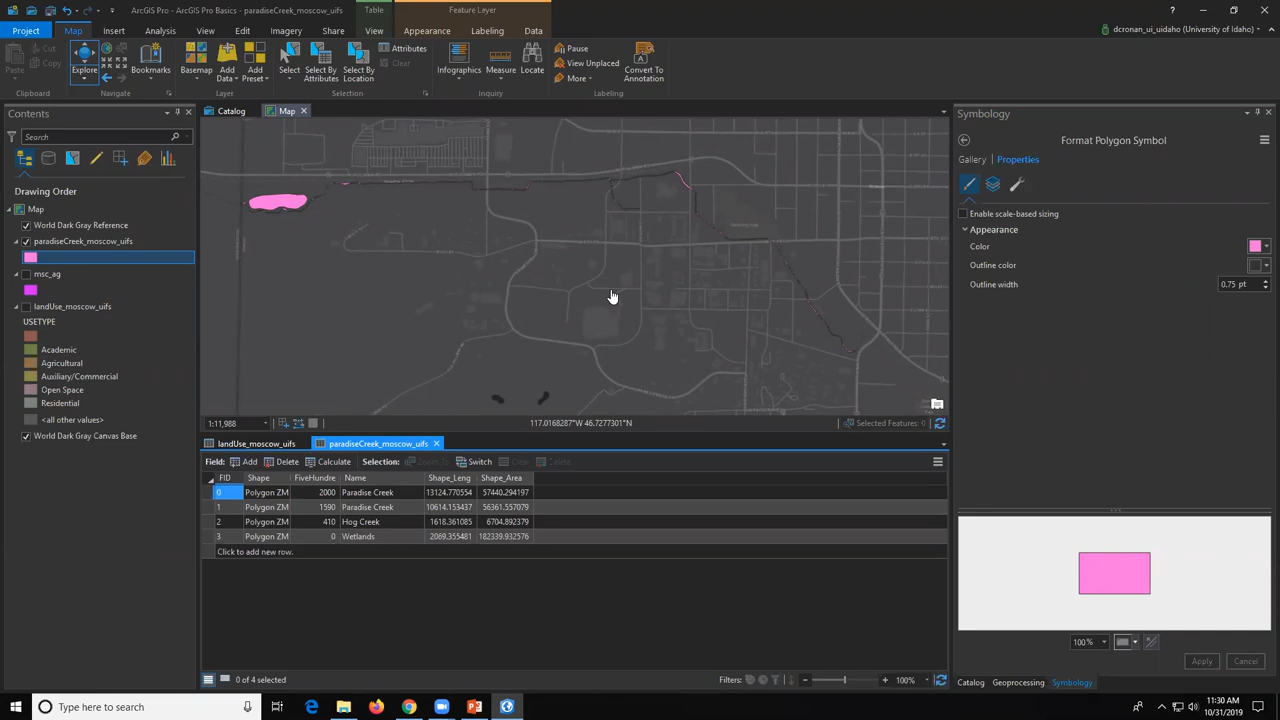 ArcGIS Pro - ArcGIS Pro Basics - paradiseCreek_moscow_uifs
Table
Feature Layer
?
Project
Map
Insert
Analysis
View
Edit
Imagery
Share
View
Appearance
Labeling
Data
dcronan_ui_uidaho (University of Idaho)
Paste
Cut
Copy
Clipboard
Explore
Bookmarks
Navigate
Basemap
Add Data
Add Preset
Layer
Select
Select By Attributes
Select By Location
Attributes
Clear
Selection
Infographics
Measure
Locate
Inquiry
Pause
View Unplaced
More
Convert To Annotation
Labeling
Contents
Search
Drawing Order
Map
World Dark Gray Reference
paradiseCreek_moscow_uifs
msc_ag
landUse_moscow_uifs
USETYPE
Academic
Agricultural
Auxiliary/Commercial
Open Space
Residential
<all other values>
World Dark Gray Canvas Base
Catalog
Map
1:11,988
117.0168287°W 46.7277301°N
Selected Features: 0
landUse_moscow_uifs
paradiseCreek_moscow_uifs
Field: Add Delete Calculate Selection: Zoom To Switch Clear Delete
FID Shape FiveHundre Name Shape_Leng Shape_Area
0 Polygon ZM 2000 Paradise Creek 13124.770554 57440.294197
1 Polygon ZM 1590 Paradise Creek 10614.153437 56361.557079
2 Polygon ZM 410 Hog Creek 1618.361085 6704.892379
3 Polygon ZM 0 Wetlands 2069.355481 182339.932576
Click to add new row.
0 of 4 selected
Filters:
100%
Symbology
Format Polygon Symbol
Gallery Properties
Enable scale-based sizing
Appearance
Color
Outline color
Outline width 0.75 pt
100%
Apply Cancel
Catalog Geoprocessing Symbology
Type here to search
11:30 AM
10/31/2019